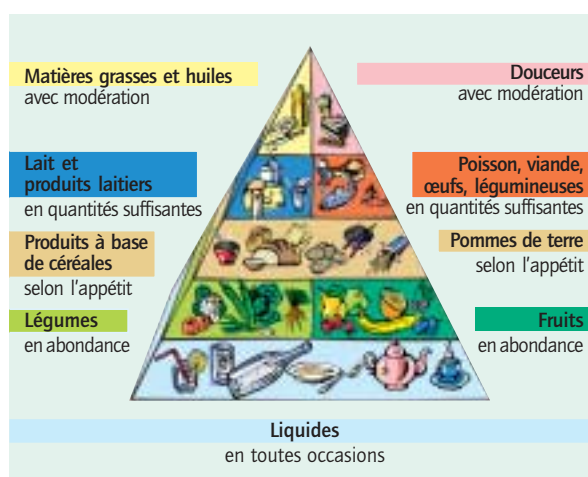 Matières grasses et huiles
avec modération
Douceurs
avec modération
Lait et
produits laitiers
en quantités suffisantes
Poisson, viande,
œufs, légumineuses
en quantités suffisantes
Produits à base
de céréales
selon l'appétit
Pommes de terre
selon l'appétit
Légumes
en abondance
Fruits
en abondance
Liquides
en toutes occasions